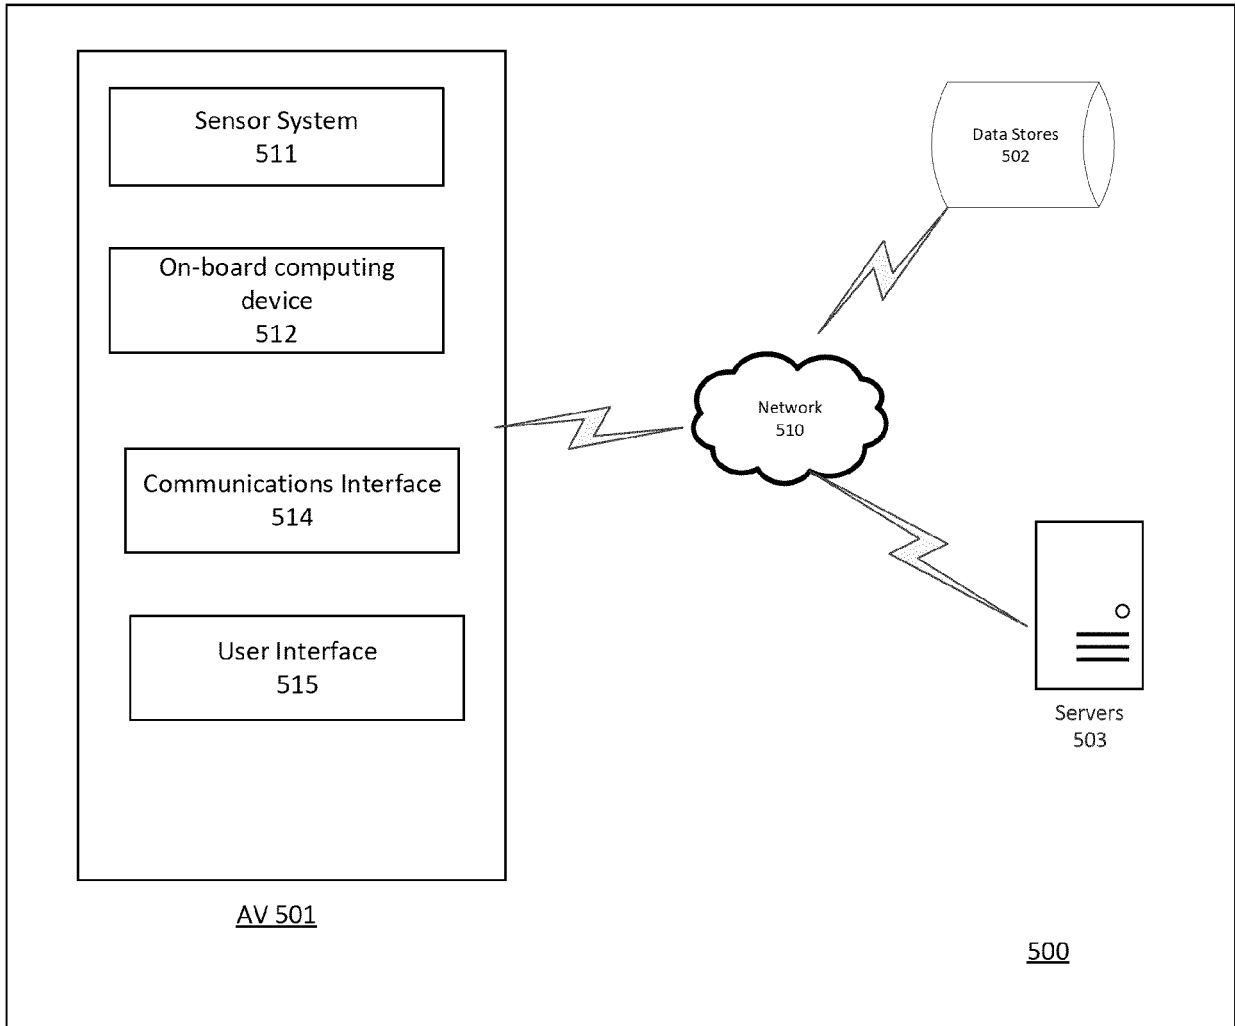 Sensor System
511
On-board computing
device
512
Communications Interface
514
User Interface
515
AV 501
Data Stores
502
Network
510
Servers
503
500